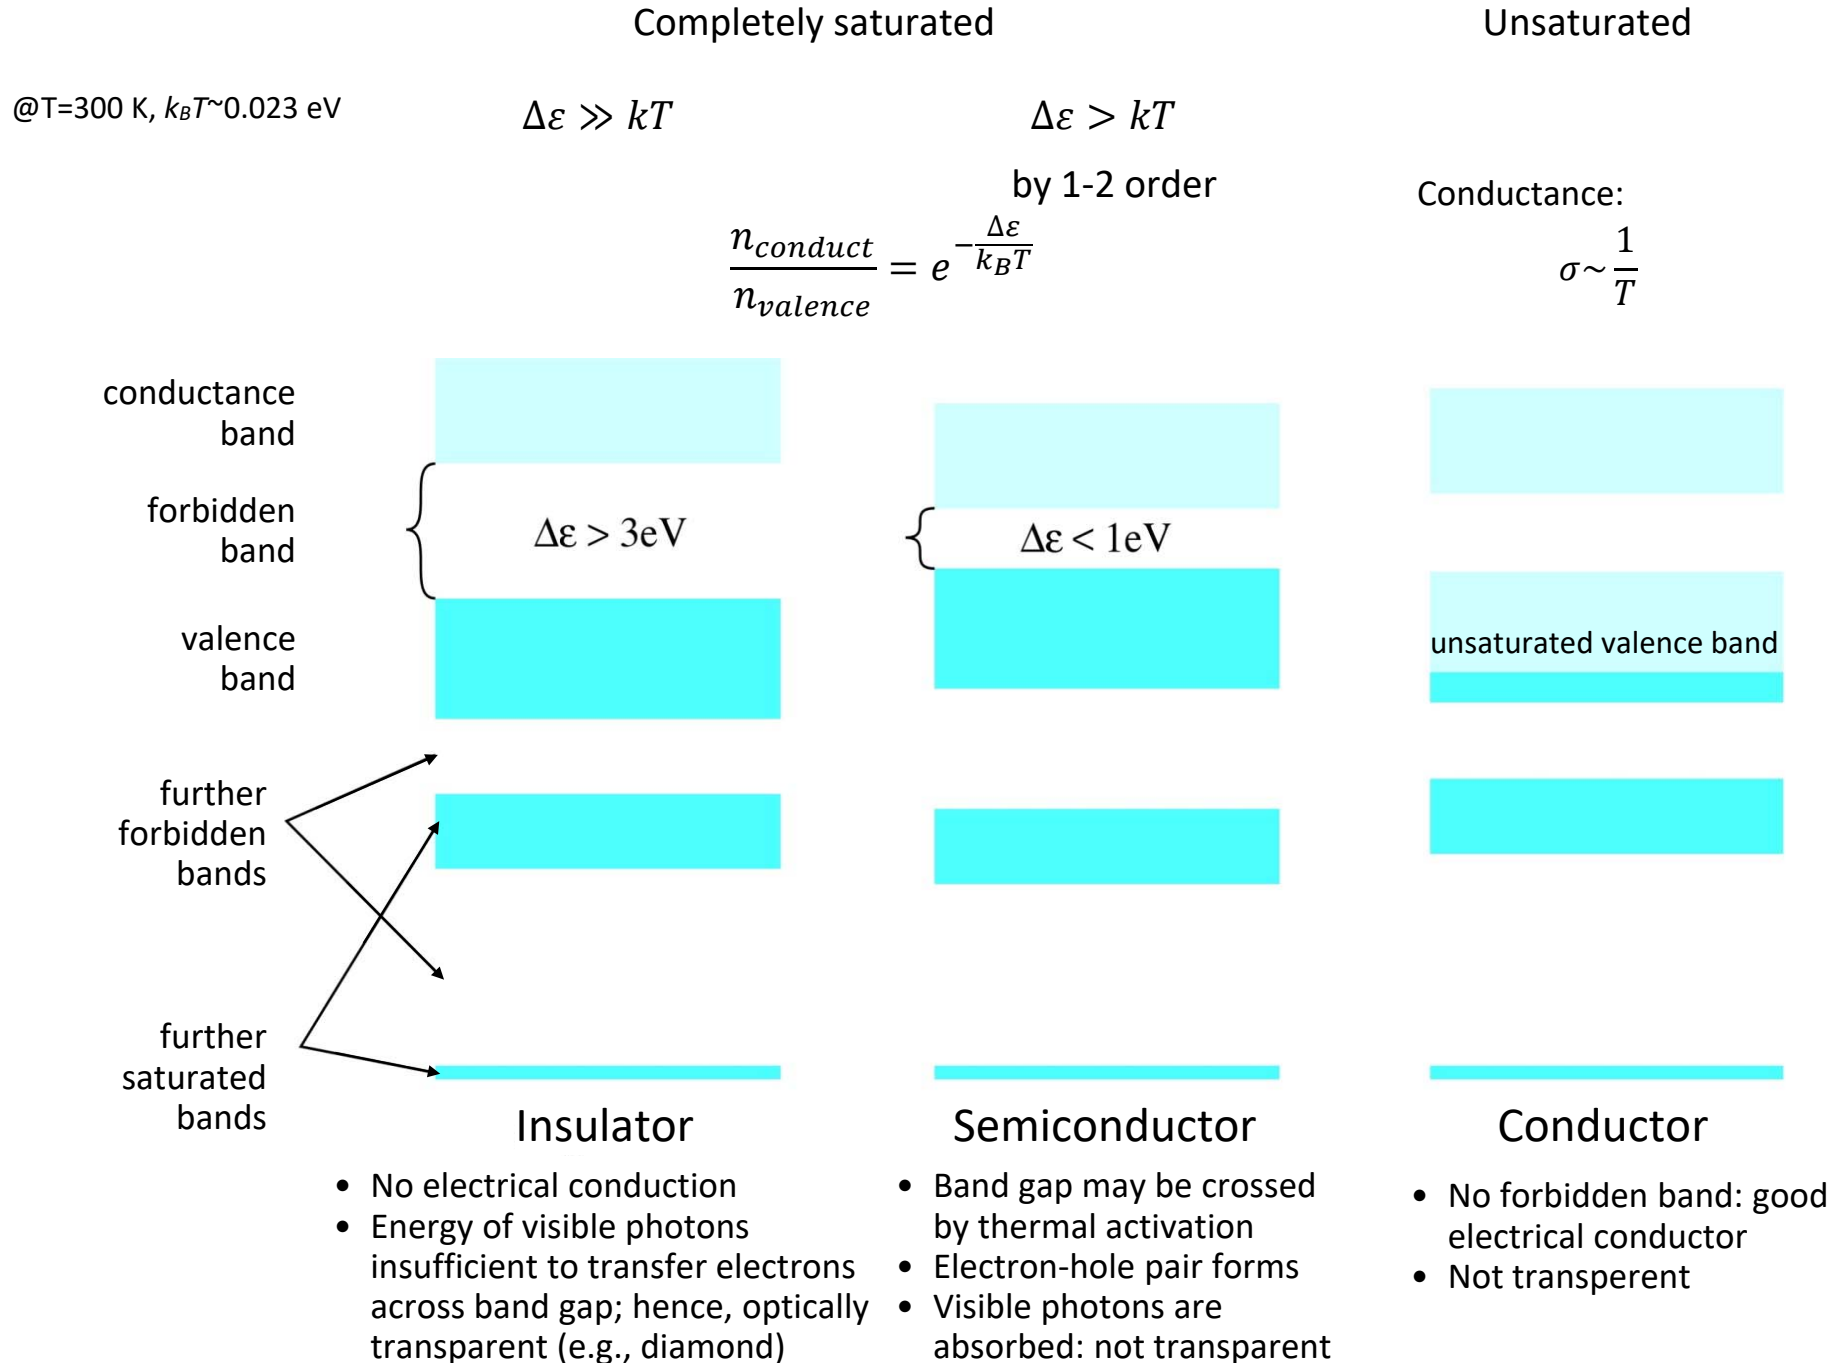 Completely saturated
Unsaturated
@T=300 K, k_BT~0.023 eV
Δε ≫ kT
Δε > kT
by 1-2 order
n_conduct / n_valence = e^(−Δε / k_BT)
Conductance:
σ~ 1/T
conductance
band
forbidden
band
Δε > 3eV
Δε < 1eV
valence
band
unsaturated valence band
further
forbidden
bands
further
saturated
bands
Insulator
• No electrical conduction
• Energy of visible photons
insufficient to transfer electrons
across band gap; hence, optically
transparent (e.g., diamond)
Semiconductor
• Band gap may be crossed
by thermal activation
• Electron-hole pair forms
• Visible photons are
absorbed: not transparent
Conductor
• No forbidden band: good
electrical conductor
• Not transperent